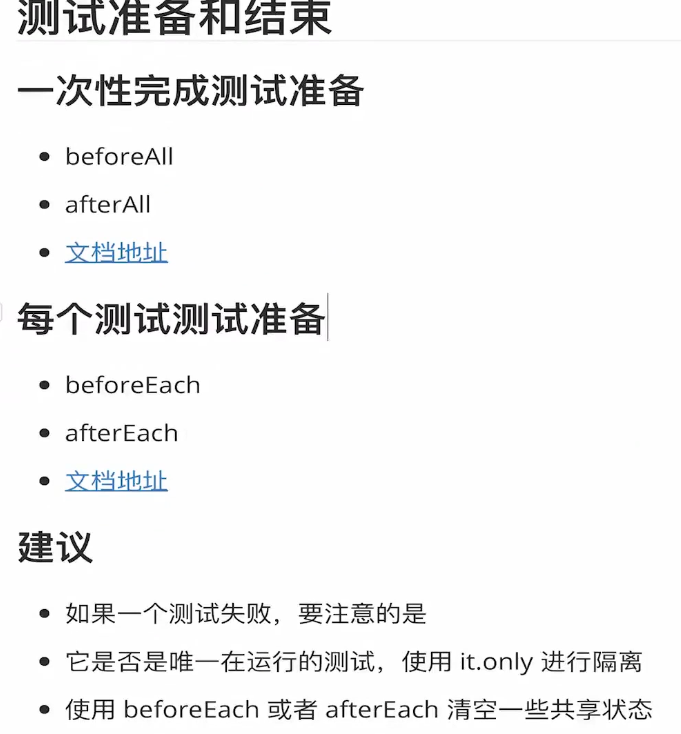 测试准备和结束
一次性完成测试准备
beforeAll
afterAll
文档地址
每个测试测试准备
beforeEach
afterEach
文档地址
建议
如果一个测试失败，要注意的是
它是否是唯一在运行的测试，使用 it.only 进行隔离
使用 beforeEach 或者 afterEach 清空一些共享状态